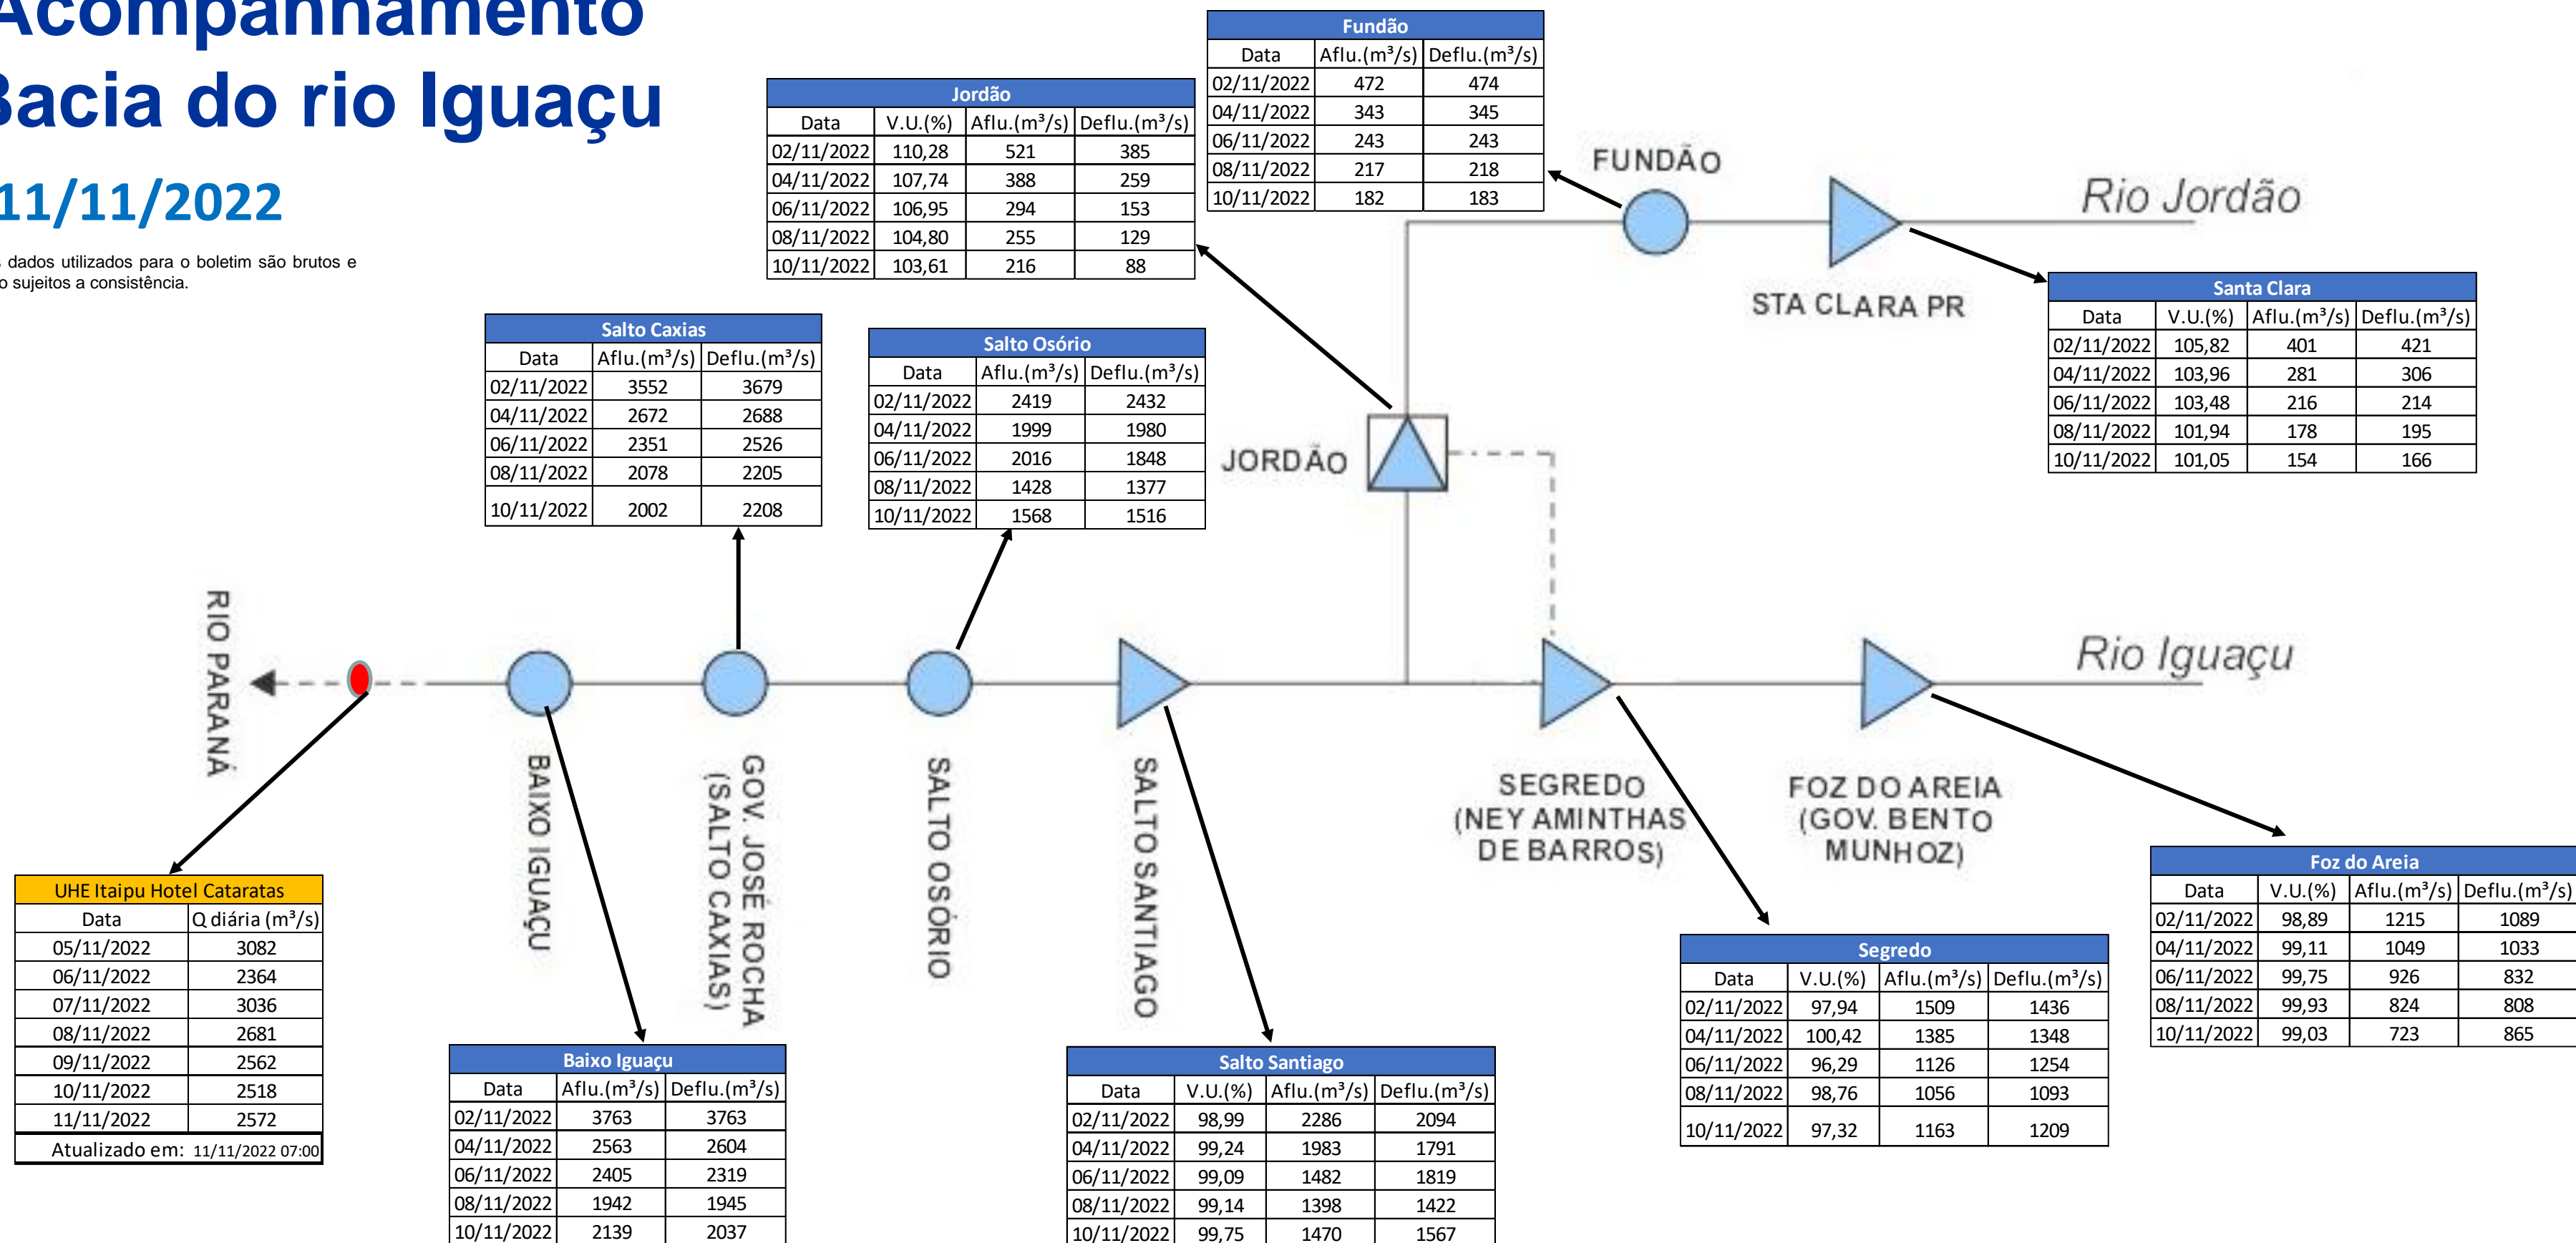 Acompanhamento
Bacia do rio Iguaçu
11/11/2022
dados utilizados para o boletim são brutos e
sujeitos a consistência.
Fundão
Data Aflu.(m³/s) Deflu.(m³/s)
02/11/2022 472 474
04/11/2022 343 345
06/11/2022 243 243
08/11/2022 217 218
10/11/2022 182 183
Jordão
Data V.U.(%) Aflu.(m³/s) Deflu.(m³/s)
02/11/2022 110,28 521 385
04/11/2022 107,74 388 259
06/11/2022 106,95 294 153
08/11/2022 104,80 255 129
10/11/2022 103,61 216 88
FUNDÃO
STA CLARA PR
Rio Jordão
Santa Clara
Data V.U.(%) Aflu.(m³/s) Deflu.(m³/s)
02/11/2022 105,82 401 421
04/11/2022 103,96 281 306
06/11/2022 103,48 216 214
08/11/2022 101,94 178 195
10/11/2022 101,05 154 166
Salto Caxias
Data Aflu.(m³/s) Deflu.(m³/s)
02/11/2022 3552 3679
04/11/2022 2672 2688
06/11/2022 2351 2526
08/11/2022 2078 2205
10/11/2022 2002 2208
Salto Osório
Data Aflu.(m³/s) Deflu.(m³/s)
02/11/2022 2419 2432
04/11/2022 1999 1980
06/11/2022 2016 1848
08/11/2022 1428 1377
10/11/2022 1568 1516
JORDÃO
RIO PARANÁ
BAIXO IGUAÇU
GOV. JOSÉ ROCHA
(SALTO CAXIAS)
SALTO OSÓRIO
SALTO SANTIAGO
SEGREDO
(NEY AMINTHAS
DE BARROS)
FOZ DO AREIA
(GOV. BENTO
MUNHOZ)
Rio Iguaçu
UHE Itaipu Hotel Cataratas
Data Q diária (m³/s)
05/11/2022 3082
06/11/2022 2364
07/11/2022 3036
08/11/2022 2681
09/11/2022 2562
10/11/2022 2518
11/11/2022 2572
Atualizado em: 11/11/2022 07:00
Baixo Iguaçu
Data Aflu.(m³/s) Deflu.(m³/s)
02/11/2022 3763 3763
04/11/2022 2563 2604
06/11/2022 2405 2319
08/11/2022 1942 1945
10/11/2022 2139 2037
Salto Santiago
Data V.U.(%) Aflu.(m³/s) Deflu.(m³/s)
02/11/2022 98,99 2286 2094
04/11/2022 99,24 1983 1791
06/11/2022 99,09 1482 1819
08/11/2022 99,14 1398 1422
10/11/2022 99,75 1470 1567
Segredo
Data V.U.(%) Aflu.(m³/s) Deflu.(m³/s)
02/11/2022 97,94 1509 1436
04/11/2022 100,42 1385 1348
06/11/2022 96,29 1126 1254
08/11/2022 98,76 1056 1093
10/11/2022 97,32 1163 1209
Foz do Areia
Data V.U.(%) Aflu.(m³/s) Deflu.(m³/s)
02/11/2022 98,89 1215 1089
04/11/2022 99,11 1049 1033
06/11/2022 99,75 926 832
08/11/2022 99,93 824 808
10/11/2022 99,03 723 865